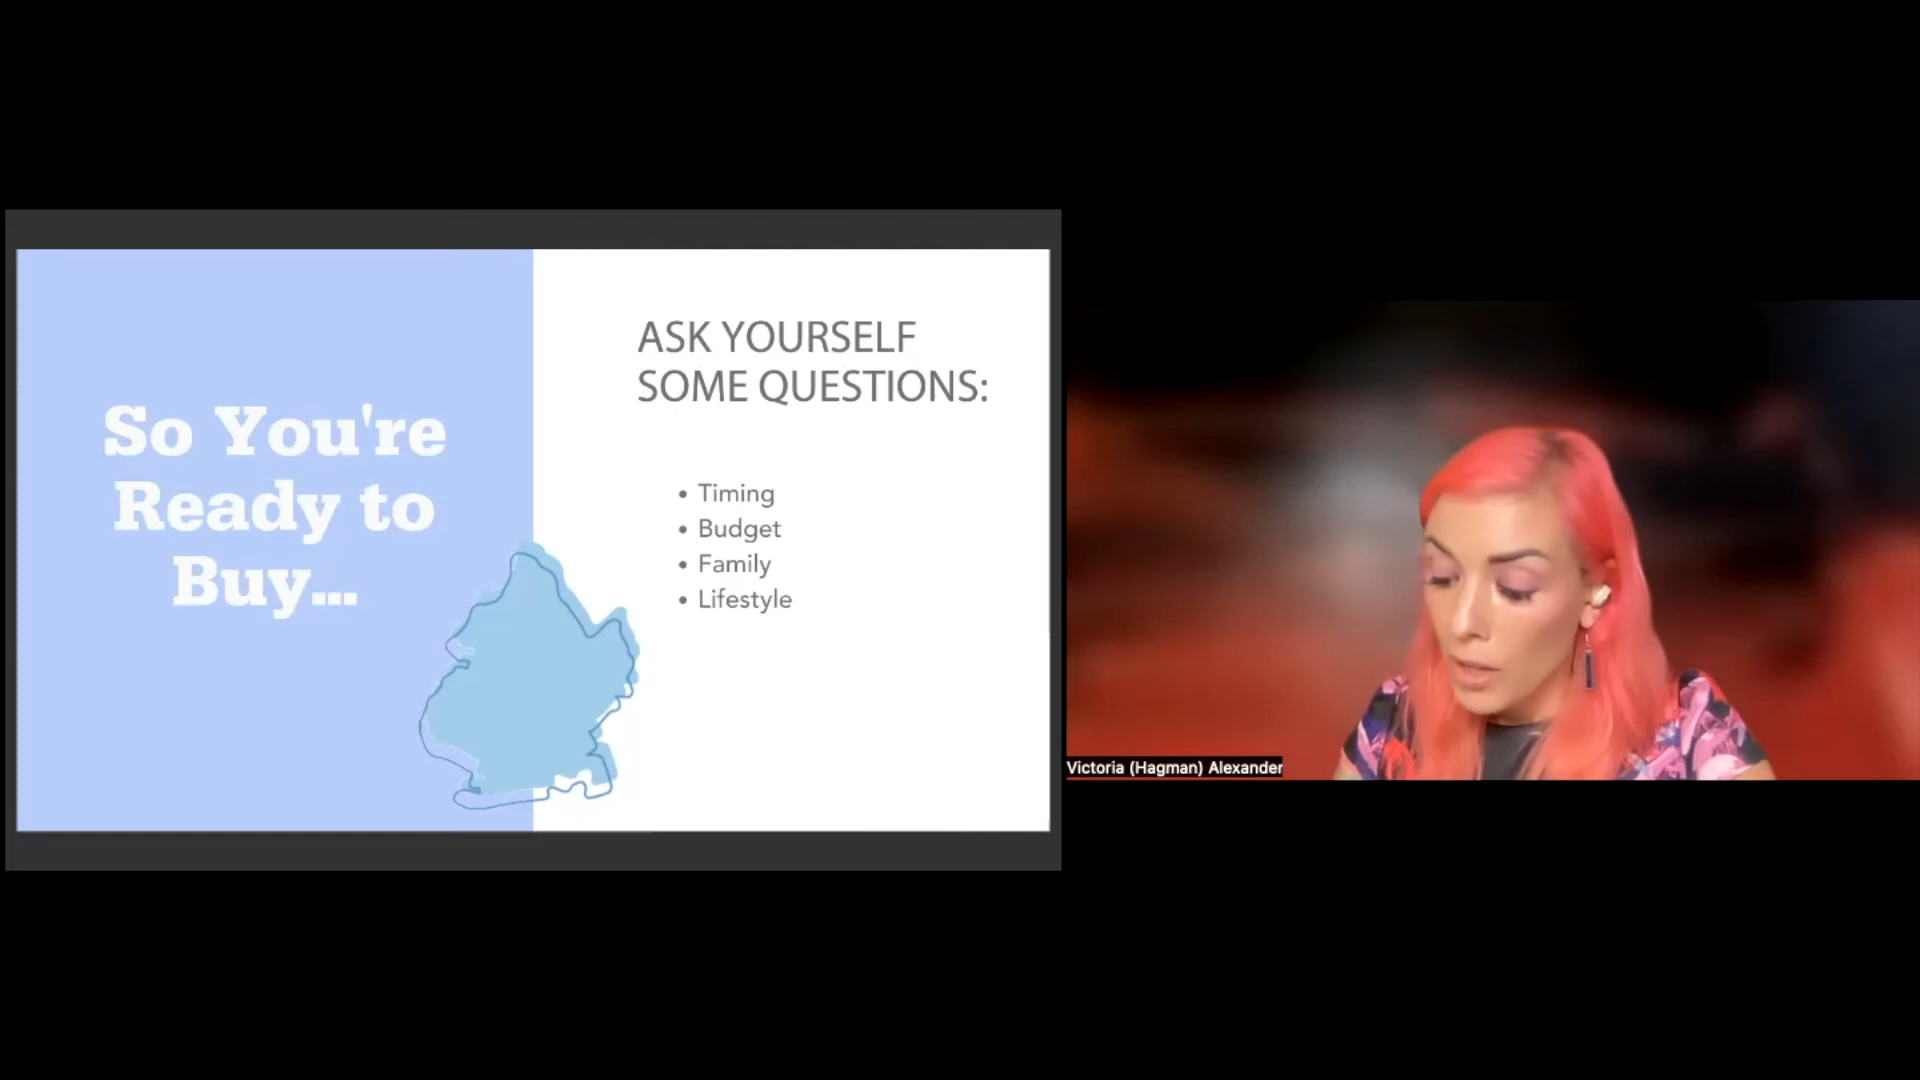 So You're
Ready to
Buy...
ASK YOURSELF
SOME QUESTIONS:
• Timing
• Budget
• Family
• Lifestyle
Victoria (Hagman) Alexander